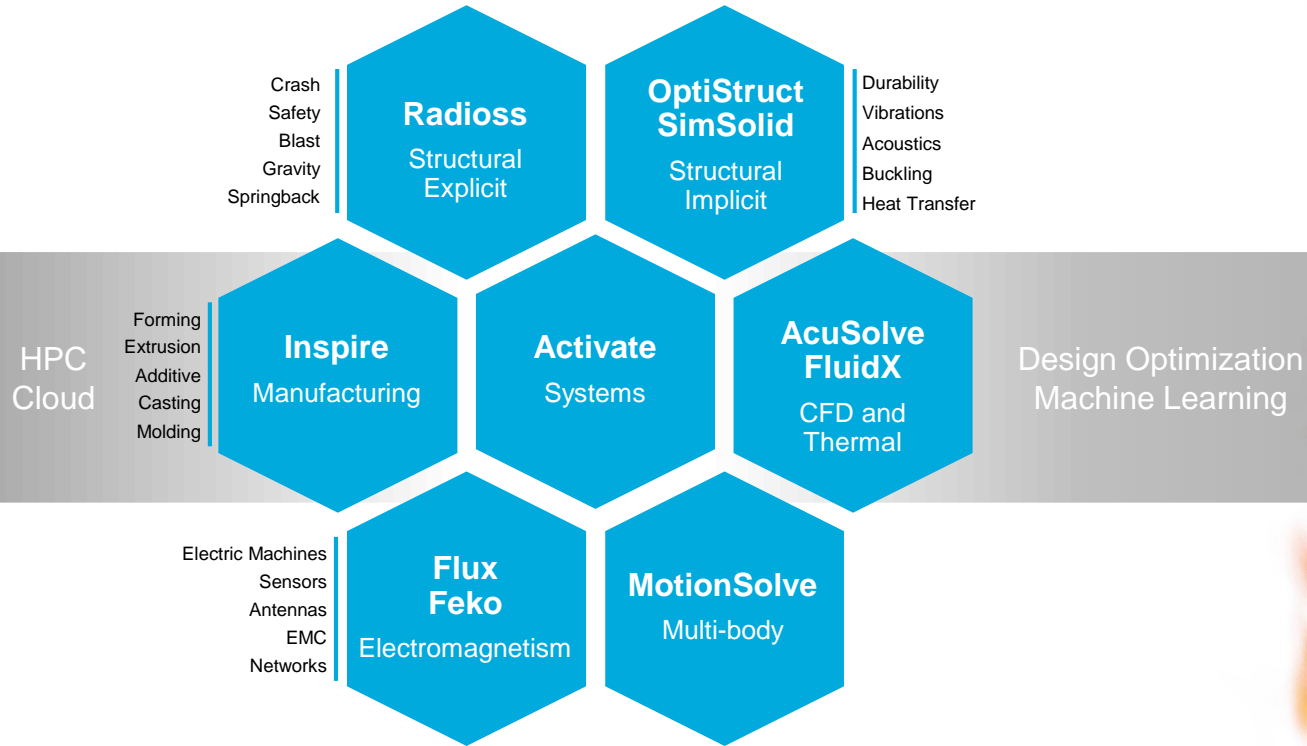 Crash
Safety
Blast
Gravity
Springback
Radioss
Structural
Explicit
OptiStruct
SimSolid
Structural
Implicit
Durability
Vibrations
Acoustics
Buckling
Heat Transfer
HPC
Cloud
Forming
Extrusion
Additive
Casting
Molding
Inspire
Manufacturing
Activate
Systems
AcuSolve
FluidX
CFD and
Thermal
Design Optimization
Machine Learning
Electric Machines
Sensors
Antennas
EMC
Networks
Flux
Feko
Electromagnetism
MotionSolve
Multi-body